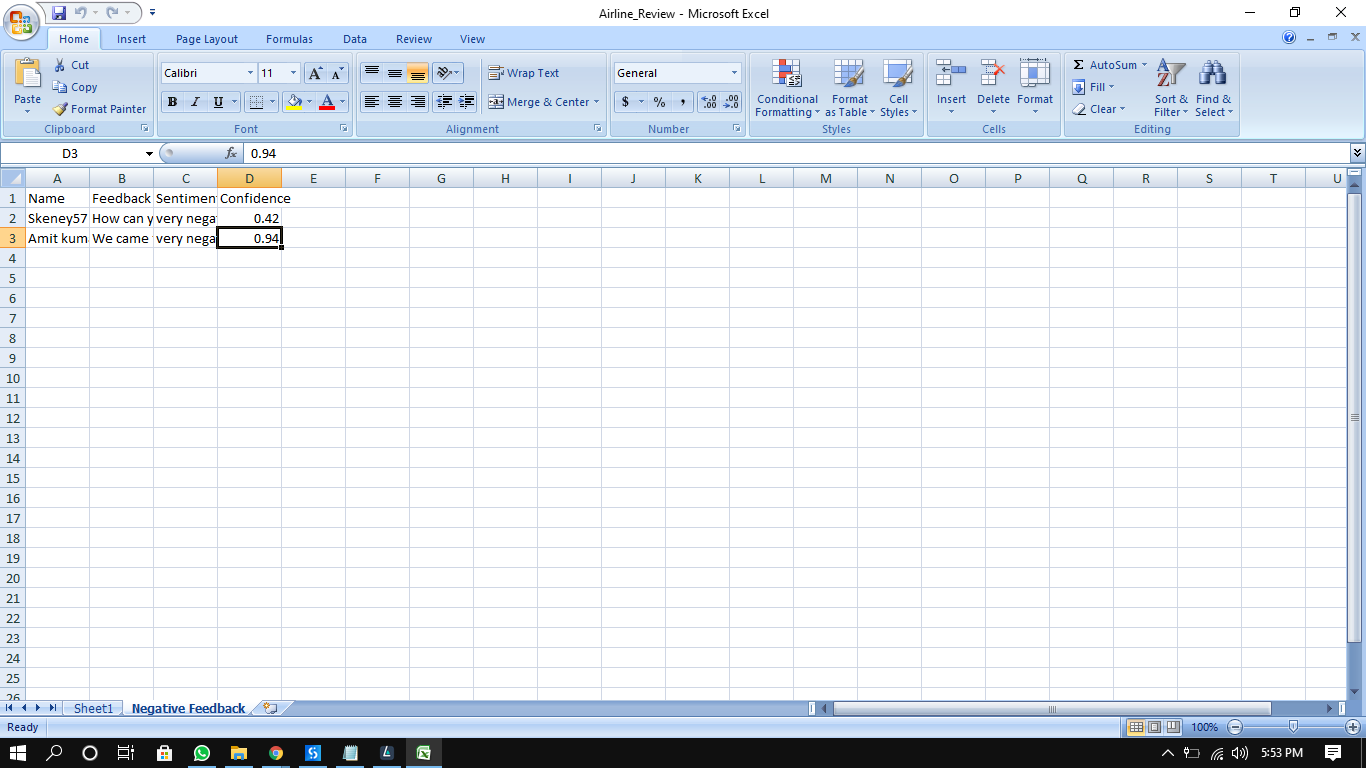 Airline_Review - Microsoft Excel
Home Insert Page Layout Formulas Data Review View
Paste
Cut
Copy
Format Painter
Clipboard
Calibri 11
B I U A
Font
Wrap Text
Merge & Center
Alignment
General
$ % ,
Number
Conditional Formatting
Format as Table
Cell Styles
Styles
Insert Delete Format
Cells
Σ AutoSum
Fill
Clear
Sort & Filter
Find & Select
Editing
D3 fx 0.94
A B C D E F G H I J K L M N O P Q R S T U
1 Name Feedback Sentimen Confidence
2 Skeney57 How can y very nega 0.42
3 Amit kum We came very nega 0.94
4
5
6
7
8
9
10
11
12
13
14
15
16
17
18
19
20
21
22
23
24
25
26
Sheet1 Negative Feedback
Ready 100%
5:53 PM